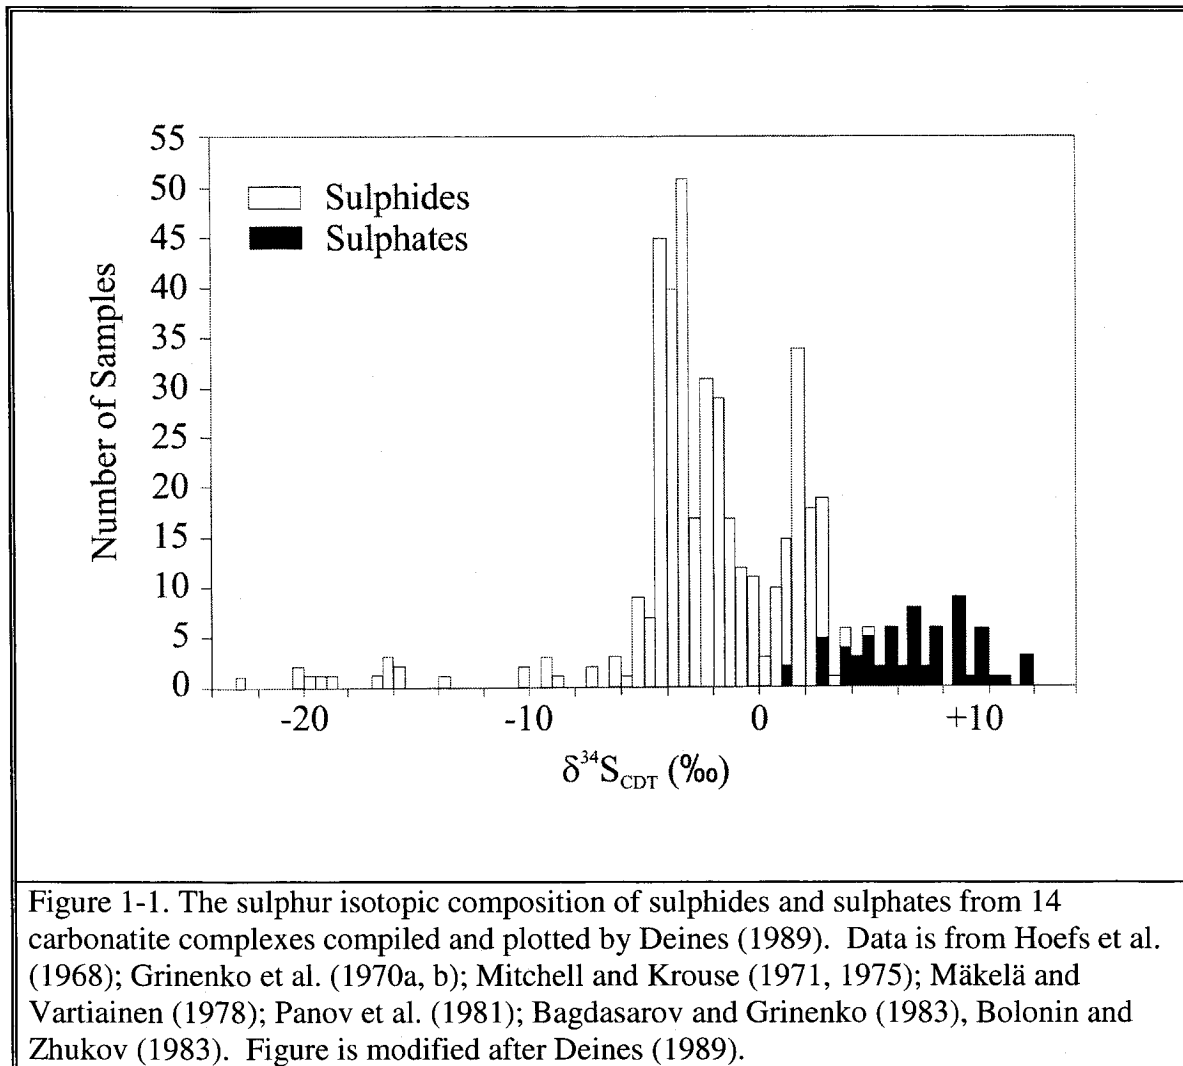 55
50
45
40
35
30
25
20
15
10
5
0
Number of Samples
Sulphides
Sulphates
-20
-10
0
+10
δ³⁴S_CDT (‰)
Figure 1-1. The sulphur isotopic composition of sulphides and sulphates from 14
carbonatite complexes compiled and plotted by Deines (1989). Data is from Hoefs et al.
(1968); Grinenko et al. (1970a, b); Mitchell and Krouse (1971, 1975); Mäkelä and
Vartiainen (1978); Panov et al. (1981); Bagdasarov and Grinenko (1983), Bolonin and
Zhukov (1983). Figure is modified after Deines (1989).